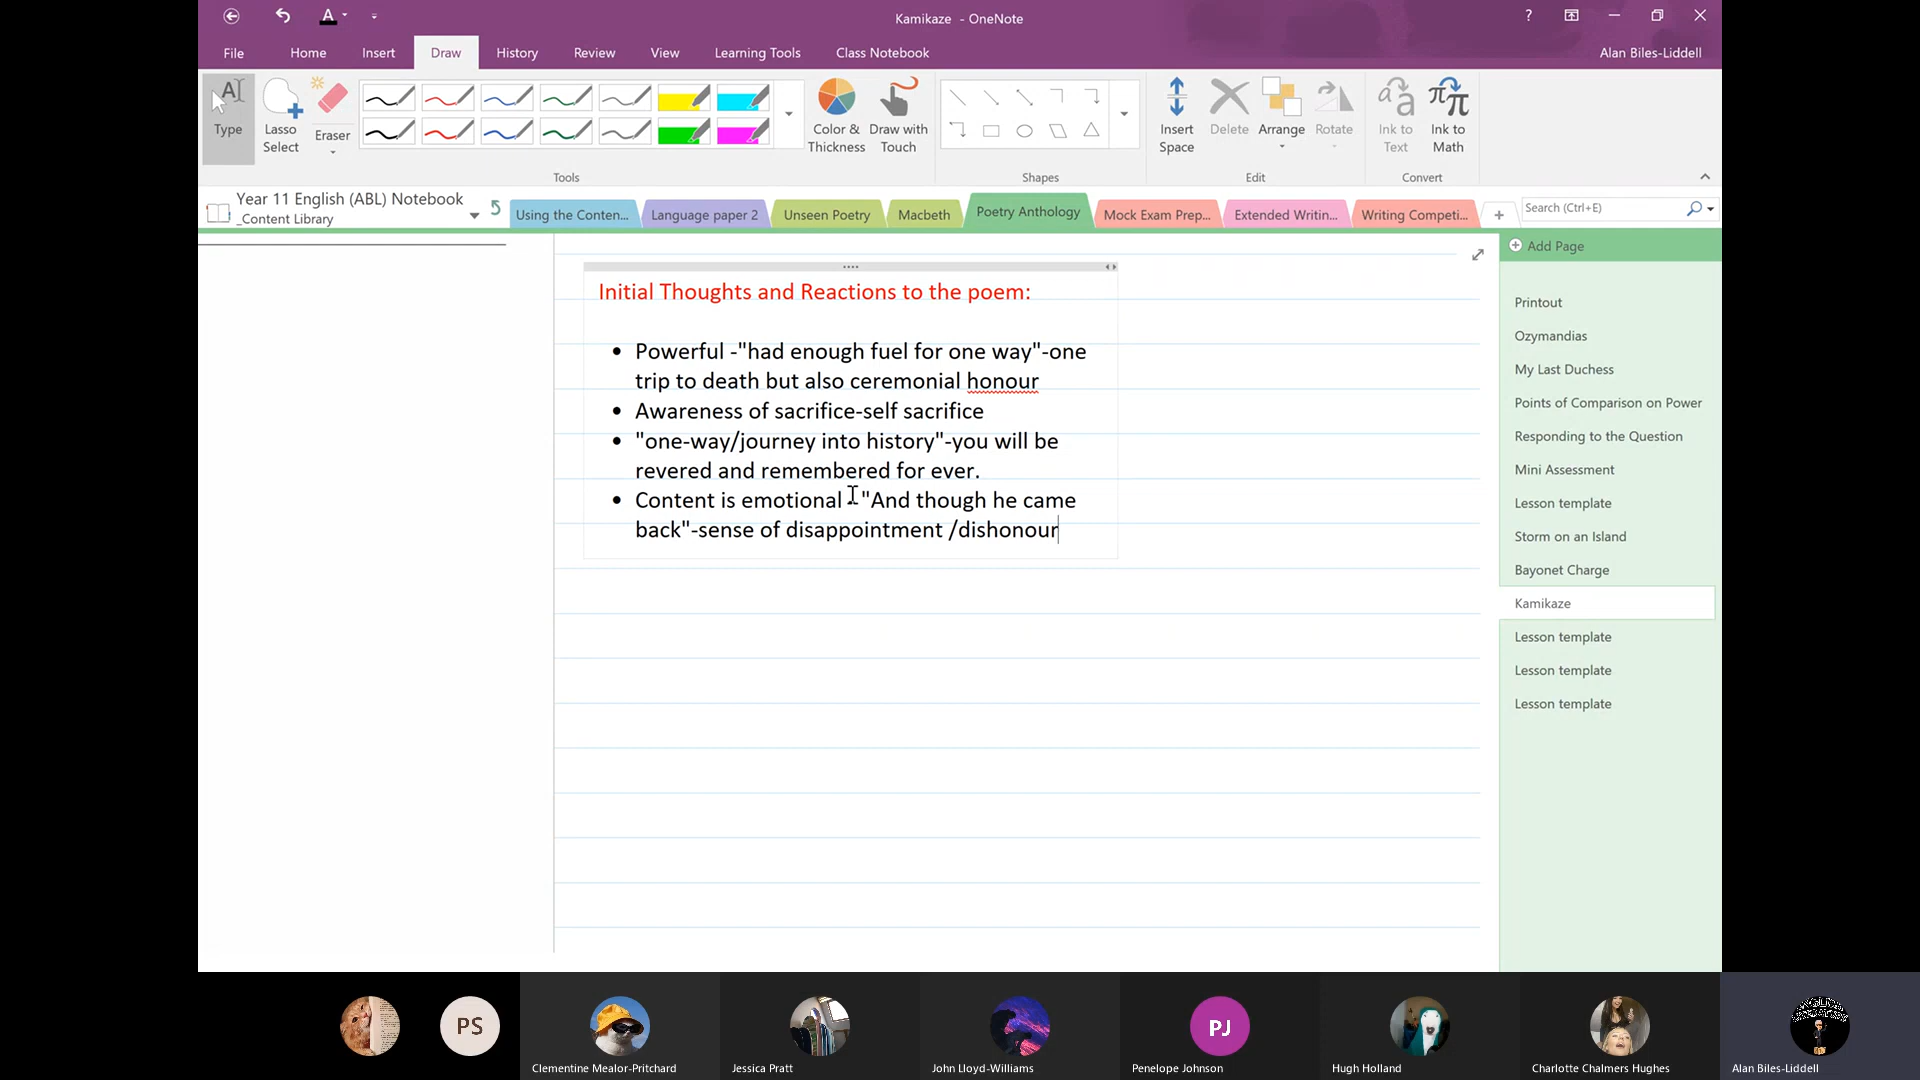 Kamikaze - OneNote
?
File
Home
Insert
Draw
History
Review
View
Learning Tools
Class Notebook
Alan Biles-Liddell
Type
Lasso
Select
Eraser
Color &
Thickness
Draw with
Touch
Insert
Space
Delete
Arrange
Rotate
Ink to
Text
Ink to
Math
Tools
Shapes
Edit
Convert
Year 11 English (ABL) Notebook
_Content Library
Using the Conten...
Language paper 2
Unseen Poetry
Macbeth
Poetry Anthology
Mock Exam Prep...
Extended Writin...
Writing Competi...
Search (Ctrl+E)
Add Page
Initial Thoughts and Reactions to the poem:
• Powerful -"had enough fuel for one way"-one
trip to death but also ceremonial honour
• Awareness of sacrifice-self sacrifice
• "one-way/journey into history"-you will be
revered and remembered for ever.
• Content is emotional - "And though he came
back"-sense of disappointment /dishonour
Printout
Ozymandias
My Last Duchess
Points of Comparison on Power
Responding to the Question
Mini Assessment
Lesson template
Storm on an Island
Bayonet Charge
Kamikaze
Lesson template
Lesson template
Lesson template
PS
PJ
Clementine Mealor-Pritchard
Jessica Pratt
John Lloyd-Williams
Penelope Johnson
Hugh Holland
Charlotte Chalmers Hughes
Alan Biles-Liddell